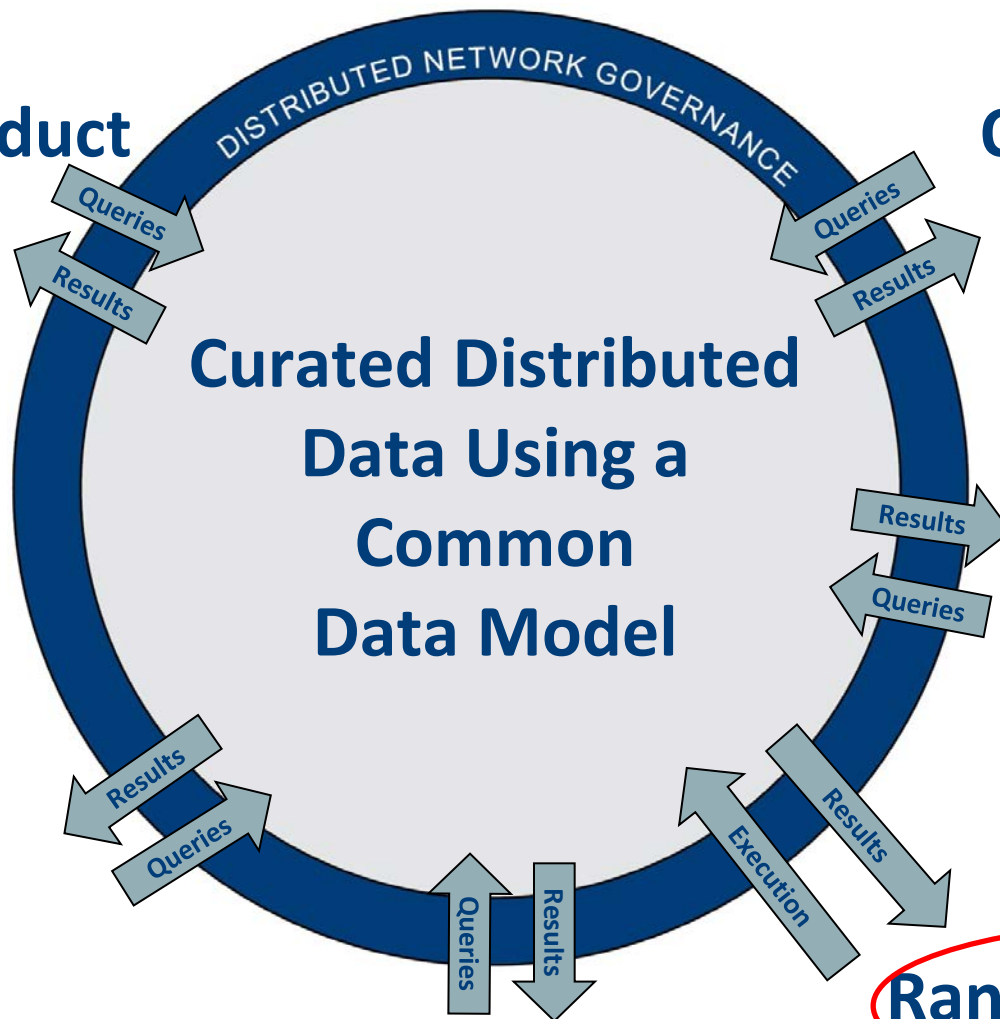 DISTRIBUTED NETWORK GOVERNANCE
duct
Queries
Results
Queries
Results
Curated Distributed
Data Using a
Common
Data Model
Results
Queries
Results
Queries
Queries
Results
Execution
Results
Ran